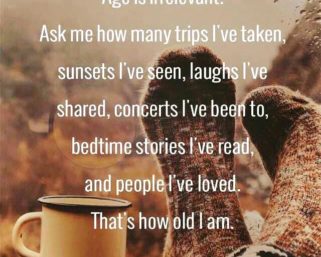 Age is irrelevant.
Ask me how many trips I've taken,
sunsets I've seen, laughs I've
shared, concerts I've been to,
bedtime stories I've read,
and people I've loved.
That's how old I am.